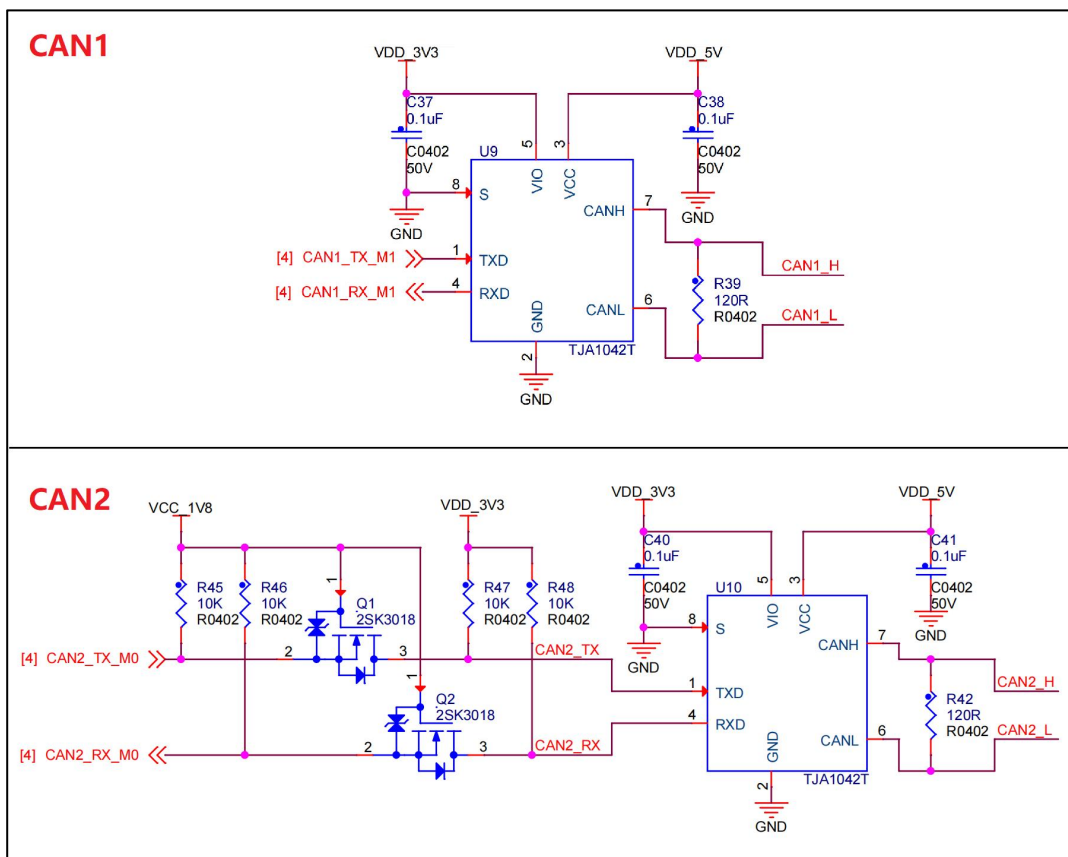 CAN1
VDD_3V3
VDD_5V
C37
0.1uF
C0402
50V
C38
0.1uF
C0402
50V
U9
5
3
VIO
VCC
8
S
GND
GND
CANH
7
[4] CAN1_TX_M1
1
TXD
[4] CAN1_RX_M1
4
RXD
GND
CANL
6
R39
120R
R0402
CAN1_H
CAN1_L
TJA1042T
2
GND
CAN2
VCC_1V8
VDD_3V3
VDD_3V3
VDD_5V
R45
10K
R0402
R46
10K
R0402
1
Q1
2SK3018
R47
10K
R0402
R48
10K
R0402
C40
0.1uF
C0402
50V
C41
0.1uF
C0402
50V
U10
5
3
VIO
VCC
8
S
GND
GND
CANH
7
[4] CAN2_TX_M0
2
3
CAN2_TX
1
TXD
1
Q2
2SK3018
4
RXD
[4] CAN2_RX_M0
2
3
CAN2_RX
GND
CANL
6
R42
120R
R0402
CAN2_H
CAN2_L
TJA1042T
2
GND